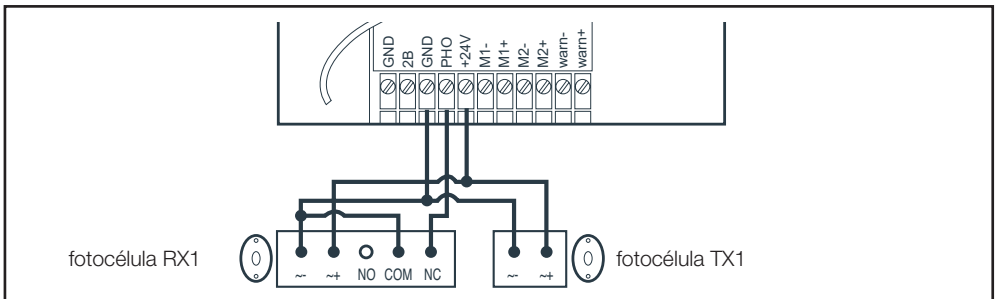 GND 2B GND PHO +24V M1- M1+ M2- M2+ warn- warn+
fotocélula RX1
~- ~+ NO COM NC
~- ~+
fotocélula TX1